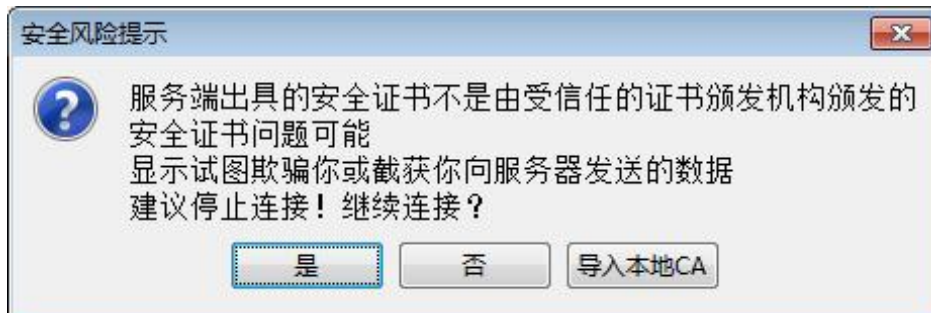 安全风险提示
服务端出具的安全证书不是由受信任的证书颁发机构颁发的
安全证书问题可能
显示试图欺骗你或截获你向服务器发送的数据
建议停止连接！继续连接？
是 否 导入本地CA